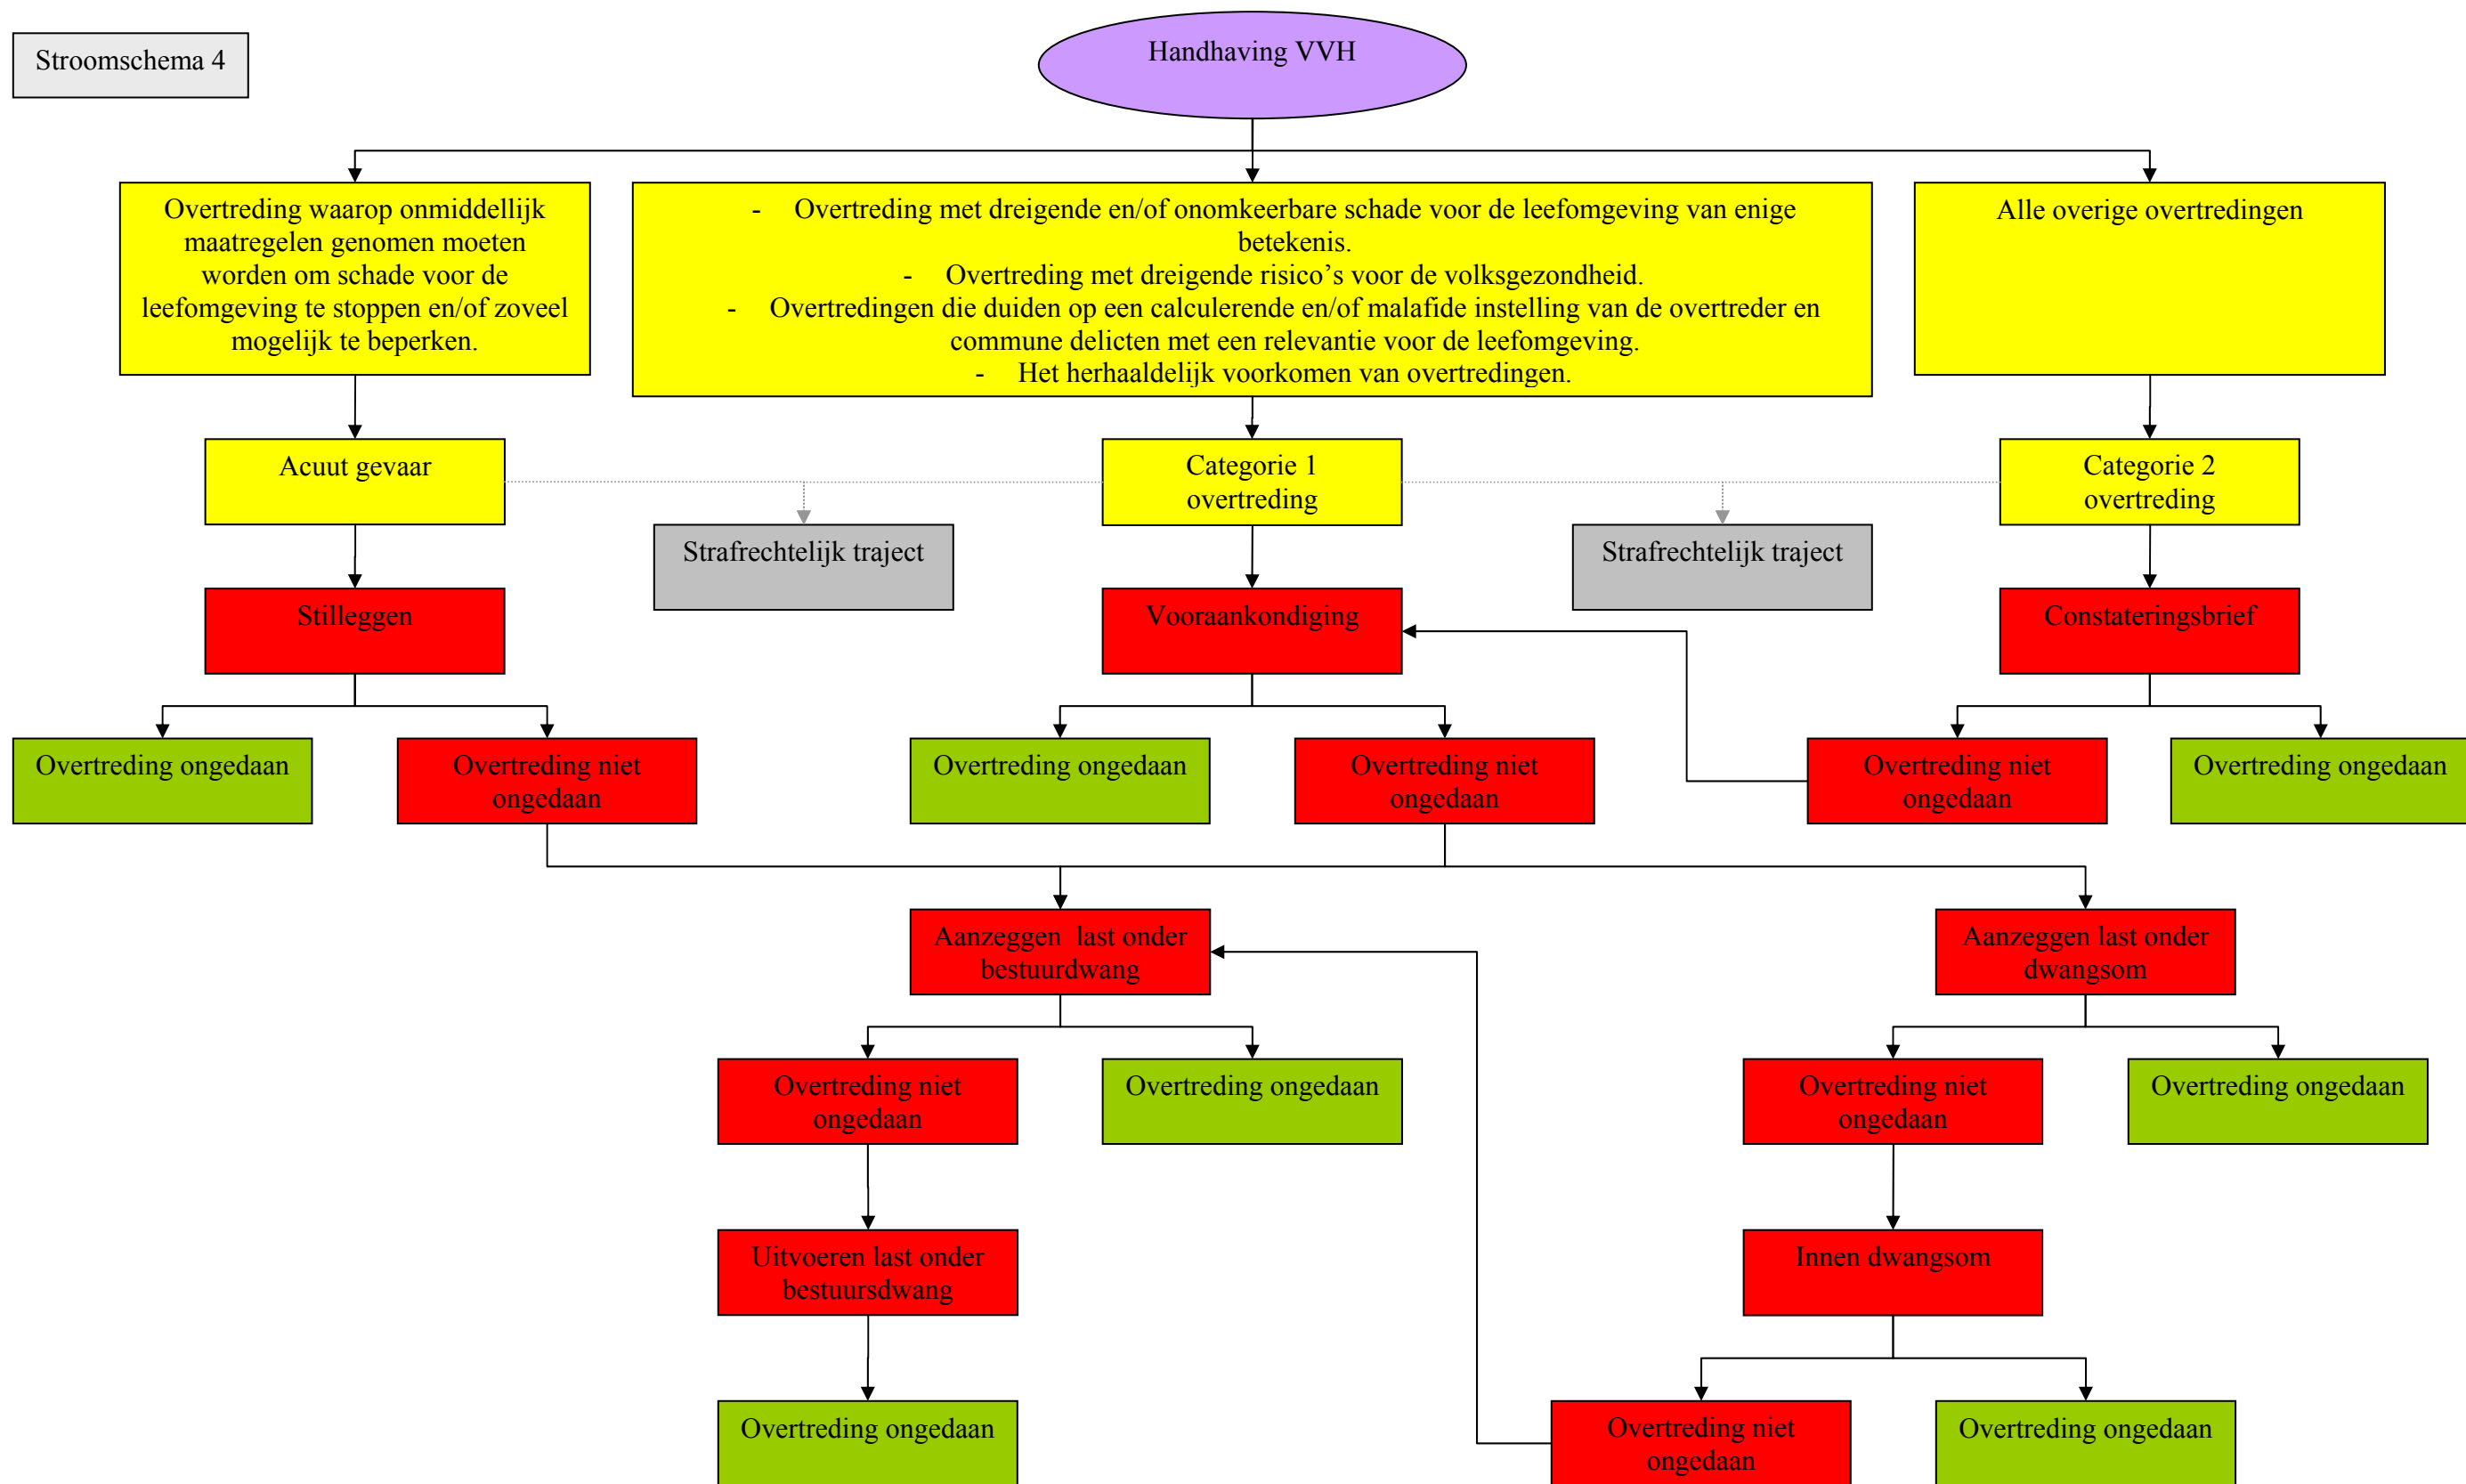 Stroomschema 4
Handhaving VVH
Overtreding waarop onmiddellijk
maatregelen genomen moeten
worden om schade voor de
leefomgeving te stoppen en/of zoveel
mogelijk te beperken.
- Overtreding met dreigende en/of onomkeerbare schade voor de leefomgeving van enige
betekenis.
- Overtreding met dreigende risico’s voor de volksgezondheid.
- Overtredingen die duiden op een calculerende en/of malafide instelling van de overtreder en
commune delicten met een relevantie voor de leefomgeving.
- Het herhaaldelijk voorkomen van overtredingen.
Alle overige overtredingen
Acuut gevaar
Categorie 1
overtreding
Categorie 2
overtreding
Strafrechtelijk traject
Strafrechtelijk traject
Stilleggen
Vooraankondiging
Constateringsbrief
Overtreding ongedaan
Overtreding niet
ongedaan
Overtreding ongedaan
Overtreding niet
ongedaan
Overtreding niet
ongedaan
Overtreding ongedaan
Aanzeggen last onder
bestuurdwang
Aanzeggen last onder
dwangsom
Overtreding niet
ongedaan
Overtreding ongedaan
Overtreding niet
ongedaan
Overtreding ongedaan
Uitvoeren last onder
bestuursdwang
Innen dwangsom
Overtreding ongedaan
Overtreding niet
ongedaan
Overtreding ongedaan